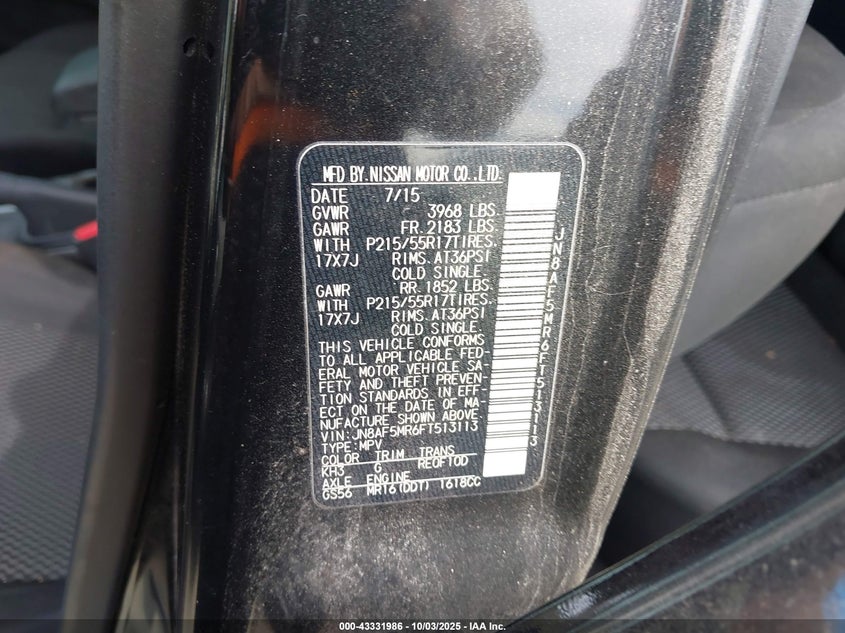 MFD BY.NISSAN MOTOR CO.,LTD.
DATE 7/15
GVWR 3968 LBS.
GAWR FR.2183 LBS.
WITH P215/55R17TIRES.
17X7J RIMS.AT36PSI
COLD SINGLE.
GAWR RR.1852 LBS.
WITH P215/55R17TIRES.
17X7J RIMS.AT36PSI
COLD SINGLE.
THIS VEHICLE CONFORMS
TO ALL APPLICABLE FED-
ERAL MOTOR VEHICLE SA-
FETY AND THEFT PREVEN-
TION STANDARDS IN EFF-
ECT ON THE DATE OF MA-
NUFACTURE SHOWN ABOVE.
VIN:JN8AF5MR6FT513113
TYPE:MPV
COLOR TRIM TRANS
KH3 G RE0FT0D
AXLE ENGINE
GS56 MR16(DDT) 1618CC
JN8AF5MR6FT513113
000-43331986 - 10/03/2025 - IAA Inc.